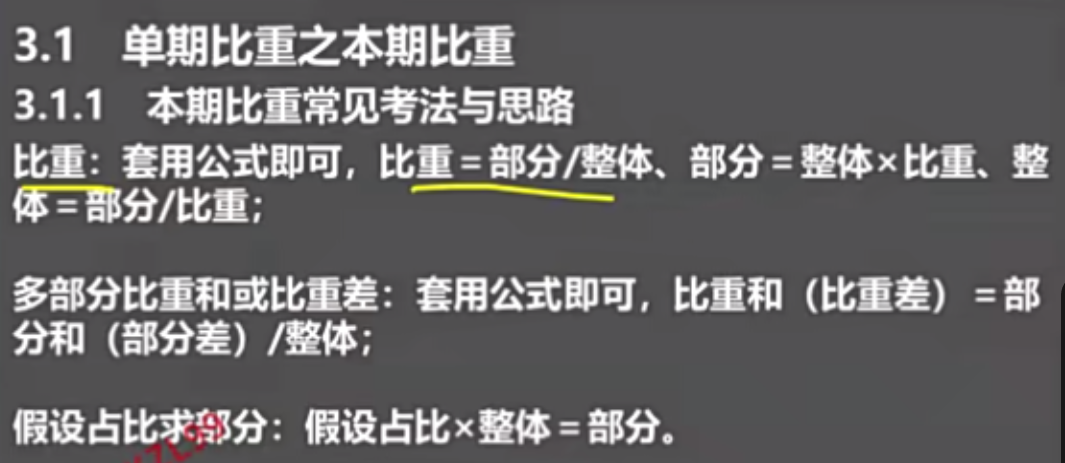 3.1 单期比重之本期比重
3.1.1 本期比重常见考法与思路
比重：套用公式即可，比重=部分/整体、部分=整体×比重、整
体=部分/比重；
多部分比重和或比重差：套用公式即可，比重和（比重差）=部
分和（部分差）/整体；
假设占比求部分：假设占比×整体=部分。